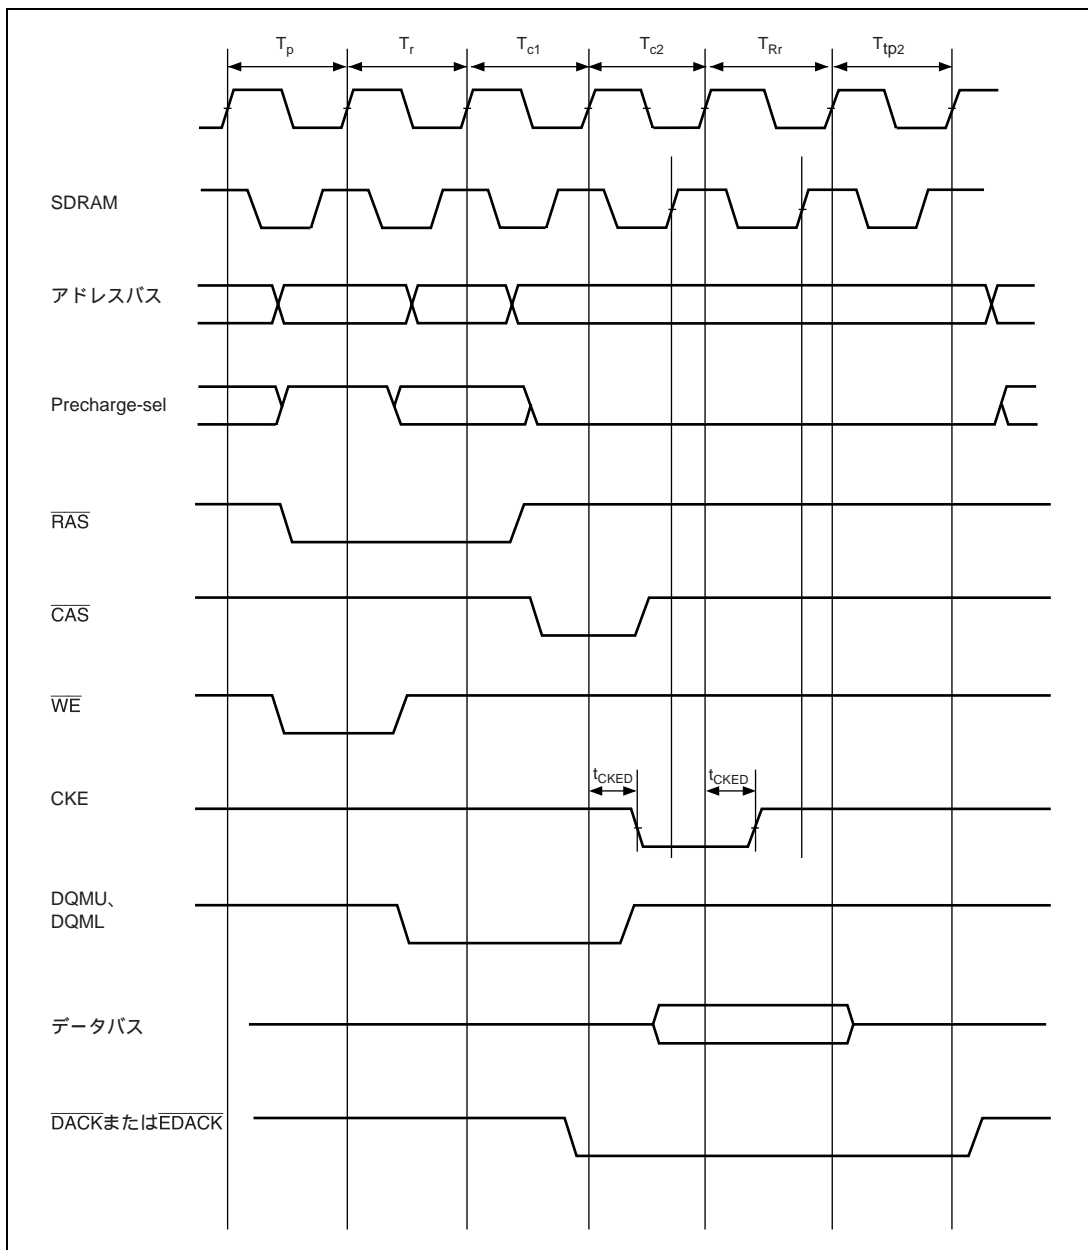 Tp Tr Tc1 Tc2 TRr Ttp2
SDRAM
アドレスバス
Precharge-sel
RAS
CAS
WE
tCKED tCKED
CKE
DQMU、
DQML
データバス
DACKまたはEDACK